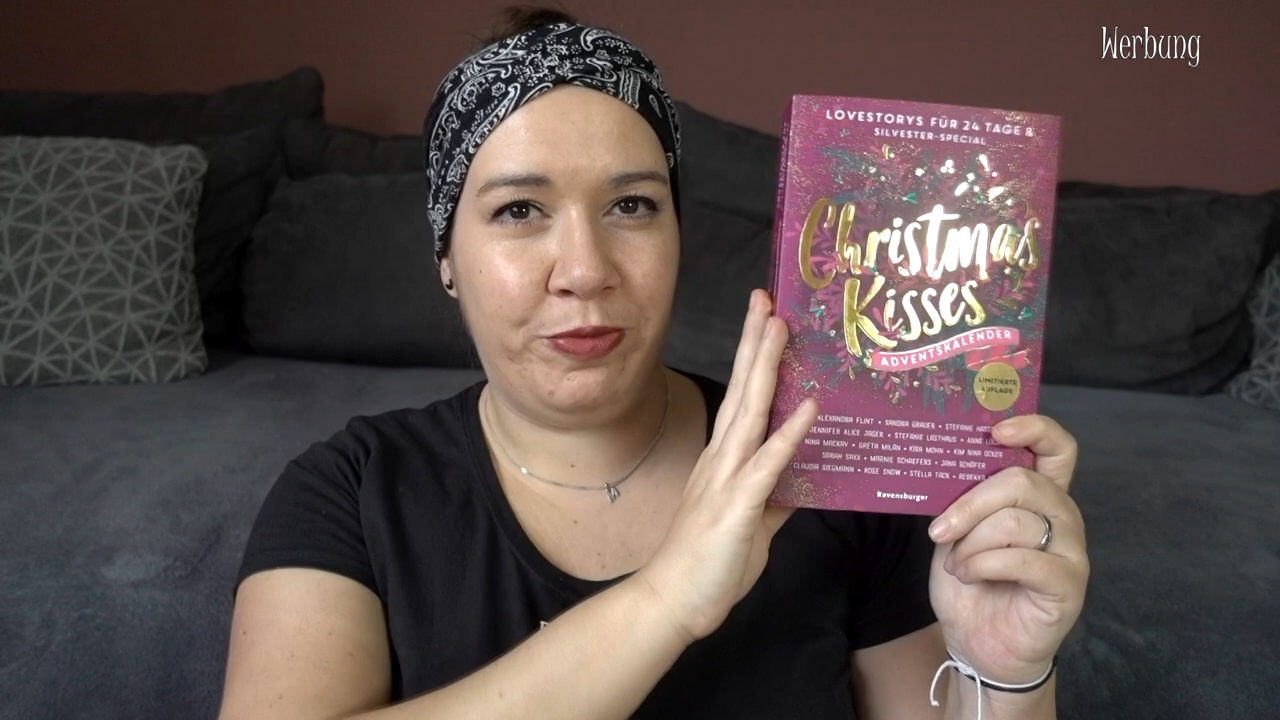 Werbung
LOVESTORYS FÜR 24 TAGE &
SILVESTER-SPECIAL
Christmas
Kisses
ADVENTSKALENDER
LIMITIERTE
AUFLAGE
ALEXANDRA FLINT • SANDRA GRAUER • STEFANIE
JENNIFER ALICE JAGER • STEFANIE LASTHAUS •
NINA MACKAY • GRETA MILÁN • KIRA MOHN • KIM NINA OCKER
SARAH SAXX • MARNIE SCHAEFERS • JANA SCHÄFER
CLAUDIA SIEGMANN • ROSE SNOW • STELLA TACK •
Ravensburger